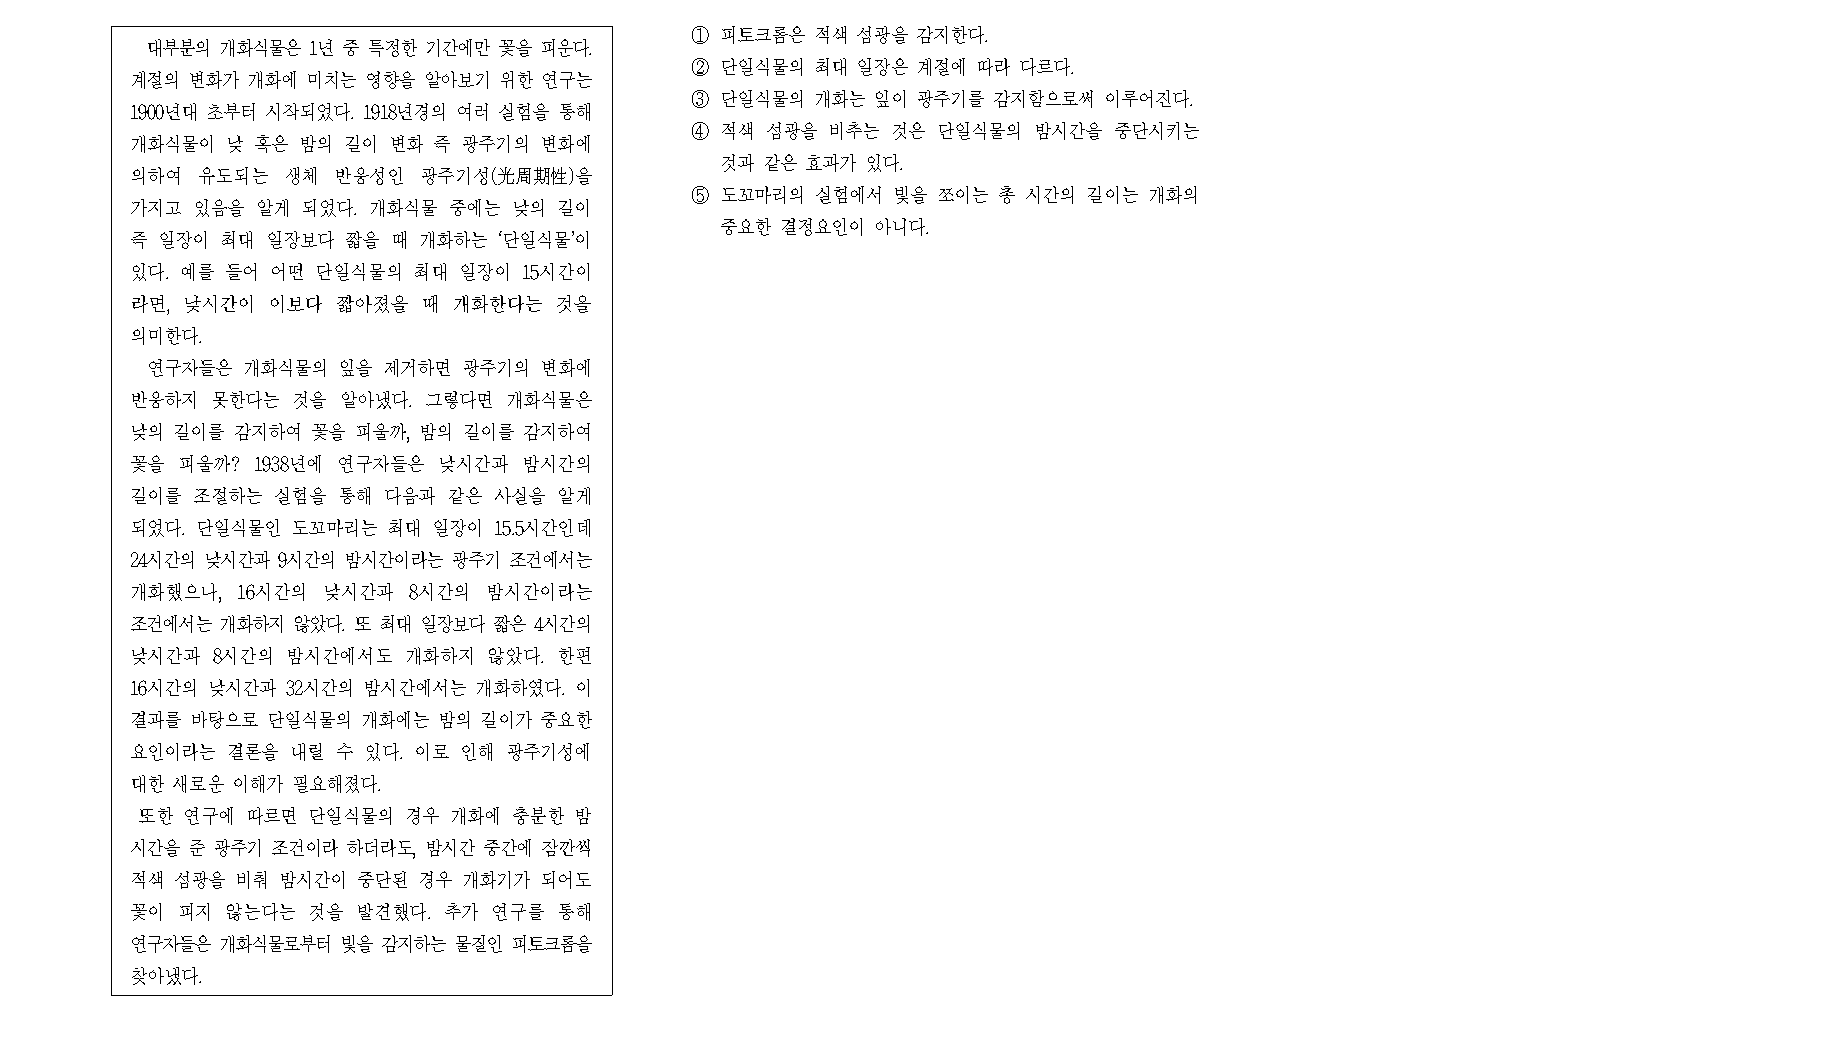 대부분의 개화식물은 1년 중 특정한 기간에만 꽃을 피운다.
계절의 변화가 개화에 미치는 영향을 알아보기 위한 연구는
1900년대 초부터 시작되었다. 1918년경의 여러 실험을 통해
개화식물이 낮 혹은 밤의 길이 변화 즉 광주기의 변화에
의하여 유도되는 생체 반응성인 광주기성(光周期性)을
가지고 있음을 알게 되었다. 개화식물 중에는 낮의 길이
즉 일장이 최대 일장보다 짧을 때 개화하는 ‘단일식물’이
있다. 예를 들어 어떤 단일식물의 최대 일장이 15시간이
라면, 낮시간이 이보다 짧아졌을 때 개화한다는 것을
의미한다.
연구자들은 개화식물의 잎을 제거하면 광주기의 변화에
반응하지 못한다는 것을 알아냈다. 그렇다면 개화식물은
낮의 길이를 감지하여 꽃을 피울까, 밤의 길이를 감지하여
꽃을 피울까? 1938년에 연구자들은 낮시간과 밤시간의
길이를 조절하는 실험을 통해 다음과 같은 사실을 알게
되었다. 단일식물인 도꼬마리는 최대 일장이 15.5시간인데
24시간의 낮시간과 9시간의 밤시간이라는 광주기 조건에서는
개화했으나, 16시간의 낮시간과 8시간의 밤시간이라는
조건에서는 개화하지 않았다. 또 최대 일장보다 짧은 4시간의
낮시간과 8시간의 밤시간에서도 개화하지 않았다. 한편
16시간의 낮시간과 32시간의 밤시간에서는 개화하였다. 이
결과를 바탕으로 단일식물의 개화에는 밤의 길이가 중요한
요인이라는 결론을 내릴 수 있다. 이로 인해 광주기성에
대한 새로운 이해가 필요해졌다.
또한 연구에 따르면 단일식물의 경우 개화에 충분한 밤
시간을 준 광주기 조건이라 하더라도, 밤시간 중간에 잠깐씩
적색 섬광을 비춰 밤시간이 중단된 경우 개화기가 되어도
꽃이 피지 않는다는 것을 발견했다. 추가 연구를 통해
연구자들은 개화식물로부터 빛을 감지하는 물질인 피토크롬을
찾아냈다.
① 피토크롬은 적색 섬광을 감지한다.
② 단일식물의 최대 일장은 계절에 따라 다르다.
③ 단일식물의 개화는 잎이 광주기를 감지함으로써 이루어진다.
④ 적색 섬광을 비추는 것은 단일식물의 밤시간을 중단시키는
것과 같은 효과가 있다.
⑤ 도꼬마리의 실험에서 빛을 쪼이는 총 시간의 길이는 개화의
중요한 결정요인이 아니다.